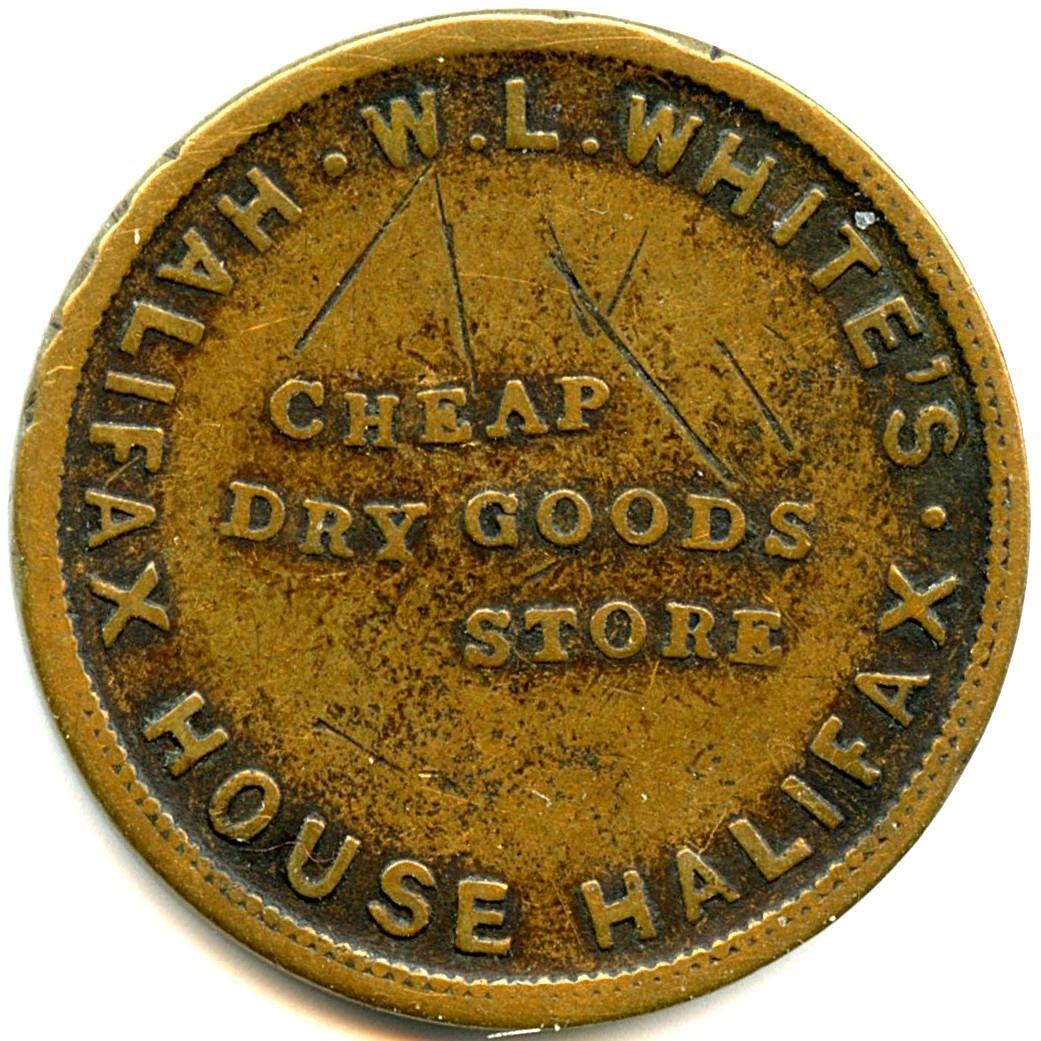 W.L.WHITE'S · HALIFAX HOUSE HALIFAX ·
CHEAP
DRY GOODS
STORE